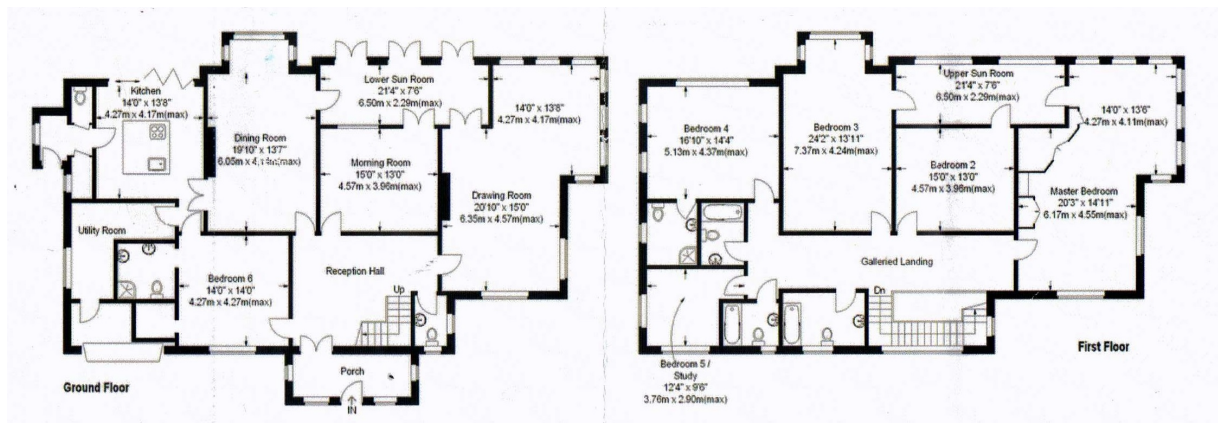 Kitchen
14'0" x 13'8"
4.27m x 4.17m(max)
Dining Room
19'10" x 13'7"
Lower Sun Room
21'4" x 7'6"
6.50m x 2.29m(max)
14'0" x 13'8"
4.27m x 4.17m(max)
Morning Room
15'0" x 13'0"
4.57m x 3.96m(max)
Drawing Room
20'10" x 15'0"
6.35m x 4.57m(max)
Utility Room
Bedroom 6
14'0" x 14'0"
4.27m x 4.27m(max)
Reception Hall
Up
Porch
IN
Ground Floor
Upper Sun Room
21'4" x 7'6"
6.50m x 2.29m(max)
14'0" x 13'6"
4.27m x 4.11m(max)
Bedroom 4
16'10" x 14'4"
5.13m x 4.37m(max)
Bedroom 3
24'2" x 13'11"
7.37m x 4.24m(max)
Bedroom 2
15'0" x 13'0"
4.57m x 3.96m(max)
Master Bedroom
20'3" x 14'11"
6.17m x 4.55m(max)
Galleried Landing
Dn
Bedroom 5 /
Study
12'4" x 9'6"
3.76m x 2.90m(max)
First Floor